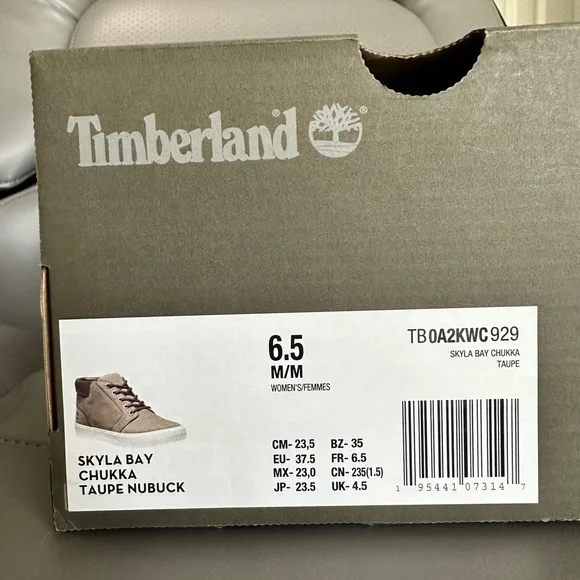 Timberland®
®
6.5
M/M
WOMEN'S/FEMMES
TB0A2KWC929
SKYLA BAY CHUKKA
TAUPE
SKYLA BAY
CHUKKA
TAUPE NUBUCK
CM- 23,5 BZ- 35
EU- 37.5 FR- 6.5
MX- 23,0 CN- 235(1.5)
JP- 23.5 UK- 4.5
1 95441 07314 7